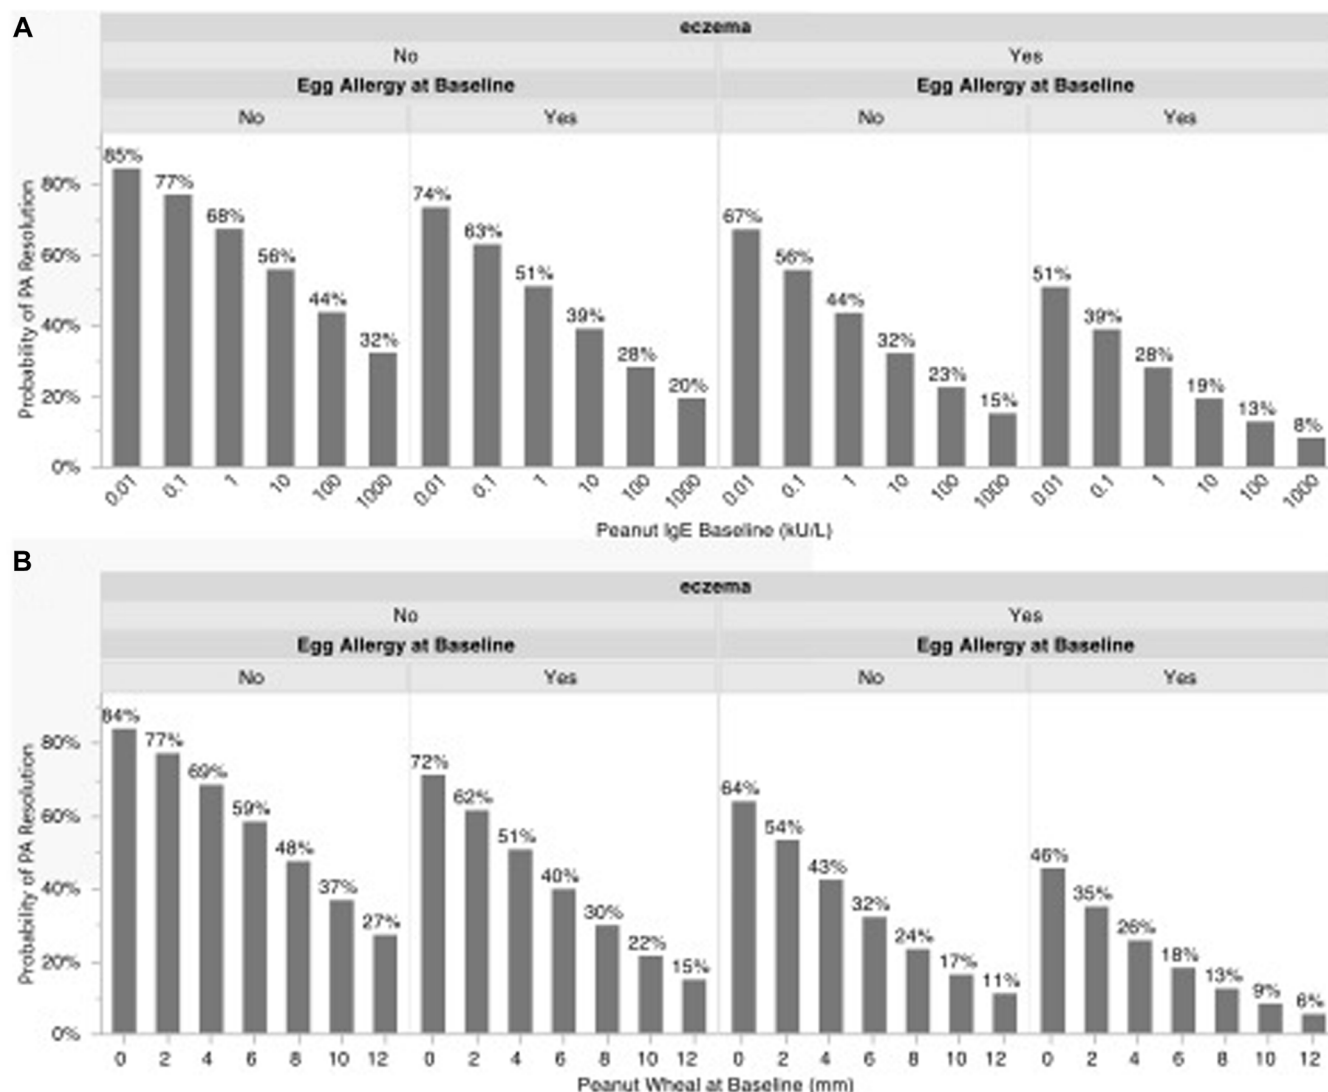 A
eczema
No Yes
Egg Allergy at Baseline Egg Allergy at Baseline
No Yes No Yes
Probability of PA Resolution
80%
60%
40%
20%
0%
85% 77% 68% 56% 44% 32% 74% 63% 51% 39% 28% 20% 67% 56% 44% 32% 23% 15% 51% 39% 28% 19% 13% 8%
0.01 0.1 1 10 100 1000 0.01 0.1 1 10 100 1000 0.01 0.1 1 10 100 1000 0.01 0.1 1 10 100 1000
Peanut IgE Baseline (kU/L)
B
eczema
No Yes
Egg Allergy at Baseline Egg Allergy at Baseline
No Yes No Yes
Probability of PA Resolution
80%
60%
40%
20%
0%
84% 77% 69% 59% 48% 37% 27% 72% 62% 51% 40% 30% 22% 15% 64% 54% 43% 32% 24% 17% 11% 46% 35% 26% 18% 13% 9% 6%
0 2 4 6 8 10 12 0 2 4 6 8 10 12 0 2 4 6 8 10 12 0 2 4 6 8 10 12
Peanut Wheal at Baseline (mm)